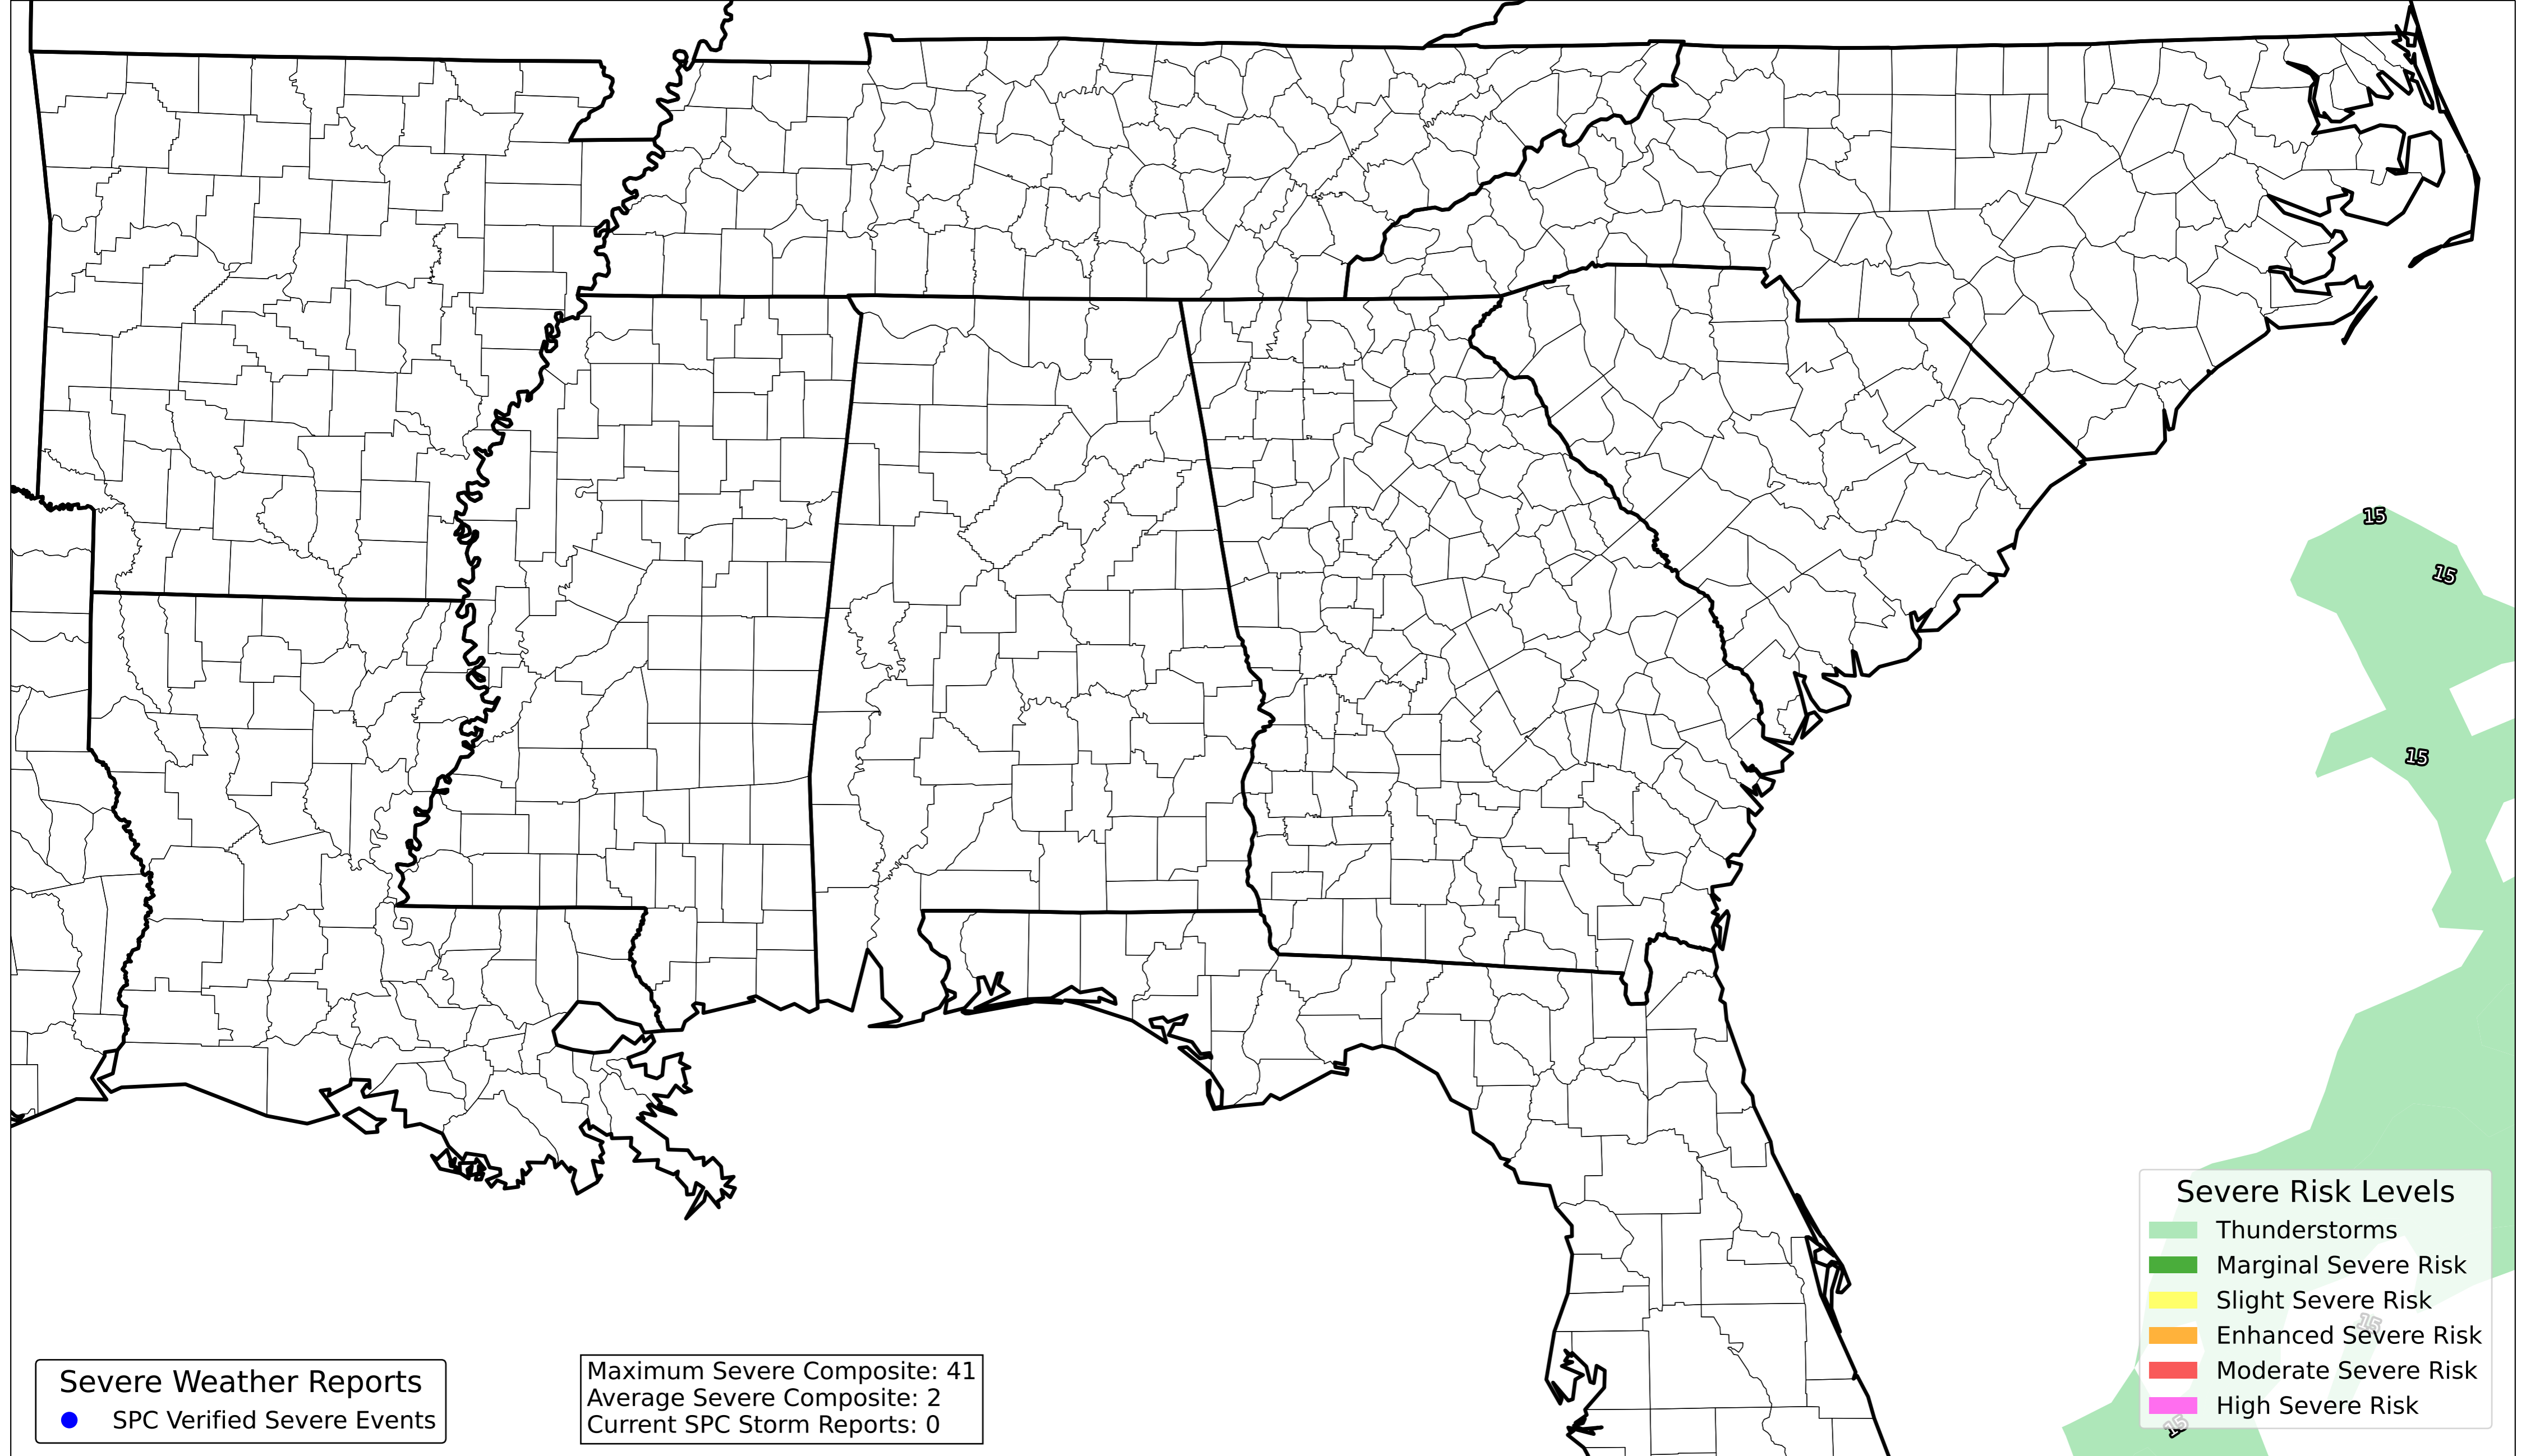 15
15
15
Severe Risk Levels
Thunderstorms
Marginal Severe Risk
Slight Severe Risk
15
Enhanced Severe Risk
Moderate Severe Risk
High Severe Risk
15
Severe Weather Reports
SPC Verified Severe Events
Maximum Severe Composite: 41
Average Severe Composite: 2
Current SPC Storm Reports: 0